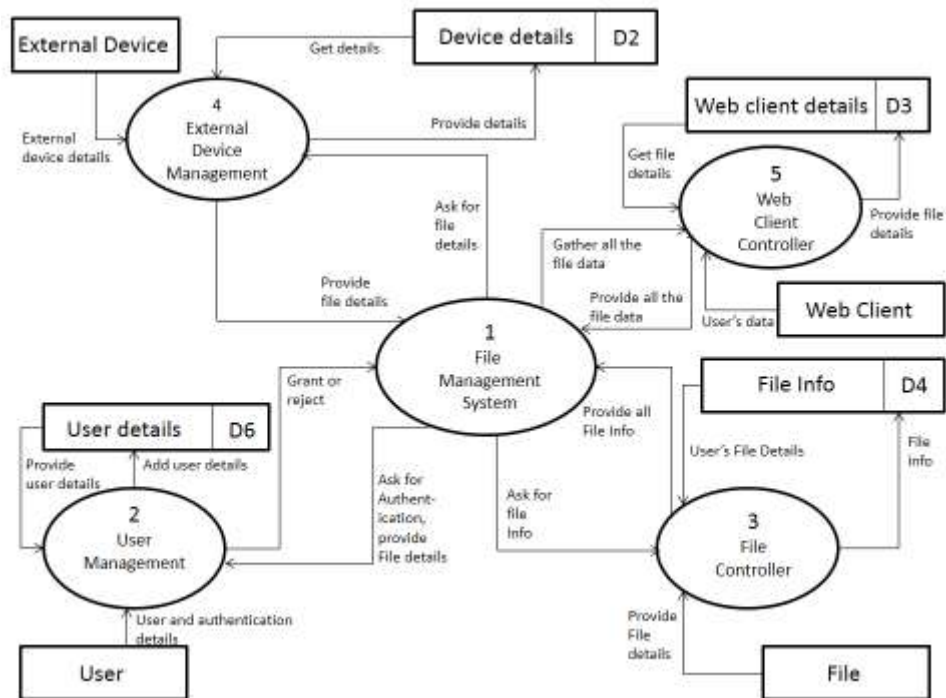 External Device
Device details D2
Get details
4
External
Device
Management
Provide details
External
device details
Web client details D3
Get file
details
5
Web
Client
Controller
Provide file
details
Ask for
file
details
Gather all the
file data
Provide
file details
Provide all the
file data
User's data
Web Client
1
File
Management
System
Grant or
reject
Provide all
File Info
File Info D4
User's File Details
File
Info
User details D6
Provide
user details
Add user details
Ask for
Authent-
ication,
provide
File details
Ask for
file
Info
2
User
Management
3
File
Controller
User and authentication
details
Provide
File
details
User
File